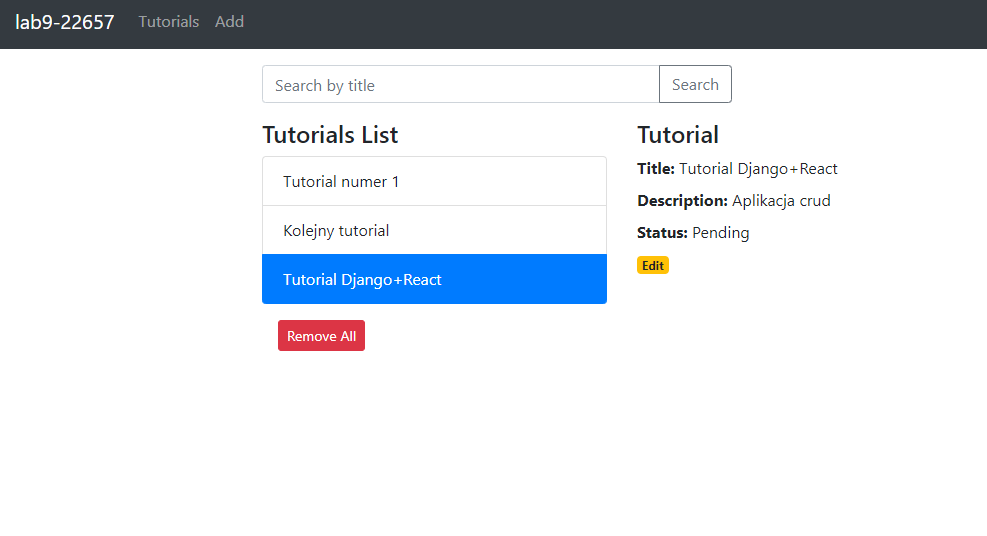 lab9-22657 Tutorials Add
Search by title Search
Tutorials List
Tutorial numer 1
Kolejny tutorial
Tutorial Django+React
Remove All
Tutorial
Title: Tutorial Django+React
Description: Aplikacja crud
Status: Pending
Edit